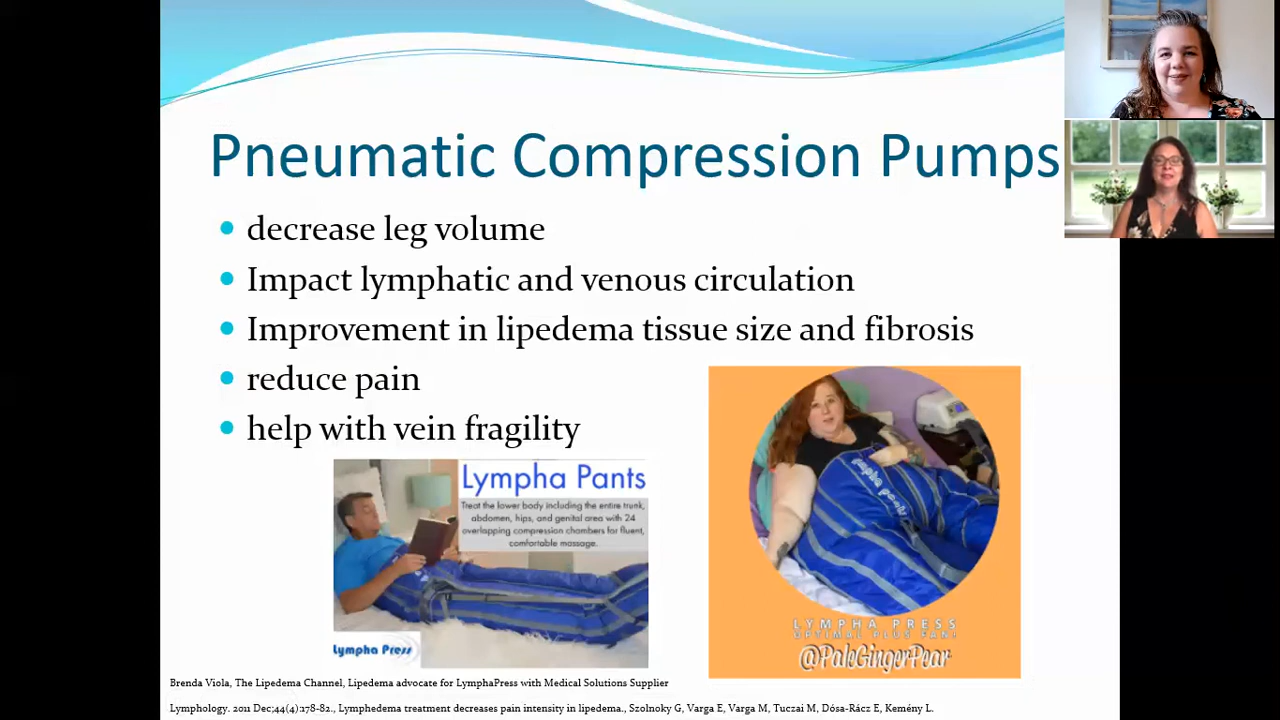 Pneumatic Compression Pumps
decrease leg volume
Impact lymphatic and venous circulation
Improvement in lipedema tissue size and fibrosis
reduce pain
help with vein fragility
Lympha Pants
Treat the lower body including the entire trunk,
abdomen, hips, and genital area with 24
overlapping compression chambers for fluent,
comfortable massage.
Lympha Press
lympha pants
LYMPHA PRESS
OPTIMAL PLUS FAN!
@PaleGingerPear
Brenda Viola, The Lipedema Channel, Lipedema advocate for LymphaPress with Medical Solutions Supplier
Lymphology. 2011 Dec;44(4):178-82., Lymphedema treatment decreases pain intensity in lipedema., Szolnoky G, Varga E, Varga M, Tuczai M, Dósa-Rácz E, Kemény L.